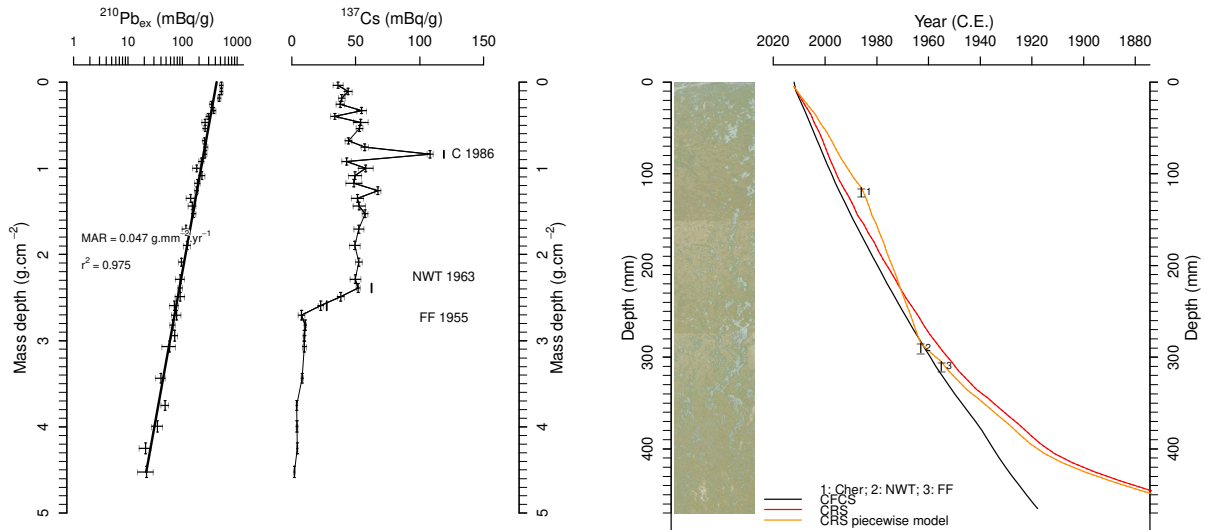 210Pbex (mBq/g)
1 10 100 1000
137Cs (mBq/g)
0 50 100 150
Mass depth (g.cm−2)
0 1 2 3 4 5
MAR = 0.047 g.mm−2.yr−1
r2 = 0.975
C 1986
NWT 1963
FF 1955
Mass depth (g.cm−2)
0 1 2 3 4 5
Year (C.E.)
2020 2000 1980 1960 1940 1920 1900 1880
Depth (mm)
0 100 200 300 400
1
2
3
1: Cher; 2: NWT; 3: FF
CFCS
CRS
CRS piecewise model
Depth (mm)
0 100 200 300 400